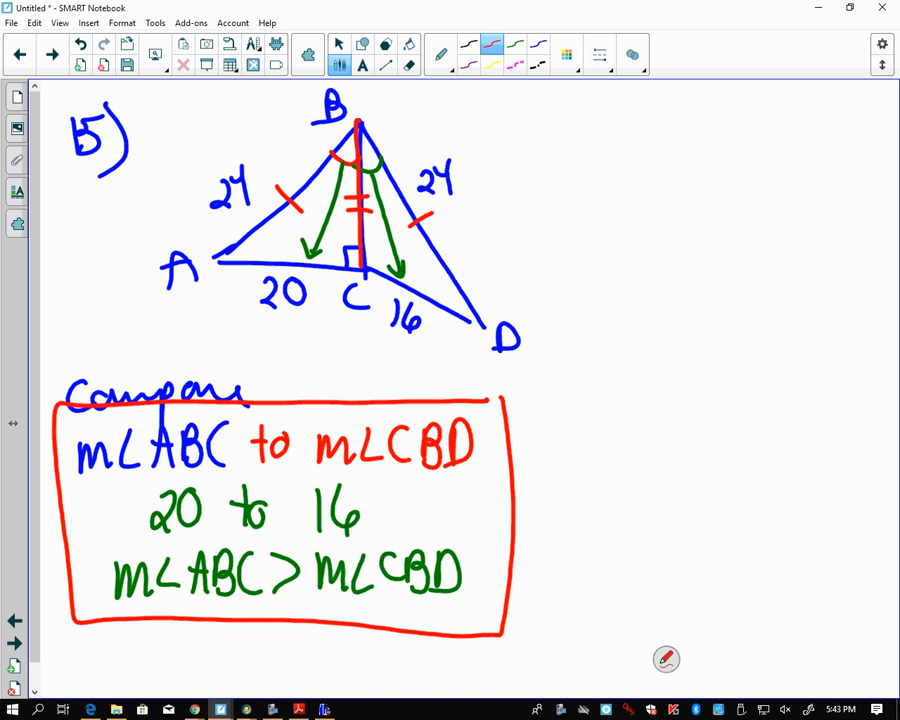 Untitled * - SMART Notebook
File Edit View Insert Format Tools Add-ons Account Help
15)
B
24
24
A
20
C
16
D
Compare
m∠ABC to m∠CBD
20 to 16
m∠ABC > m∠CBD
5:43 PM